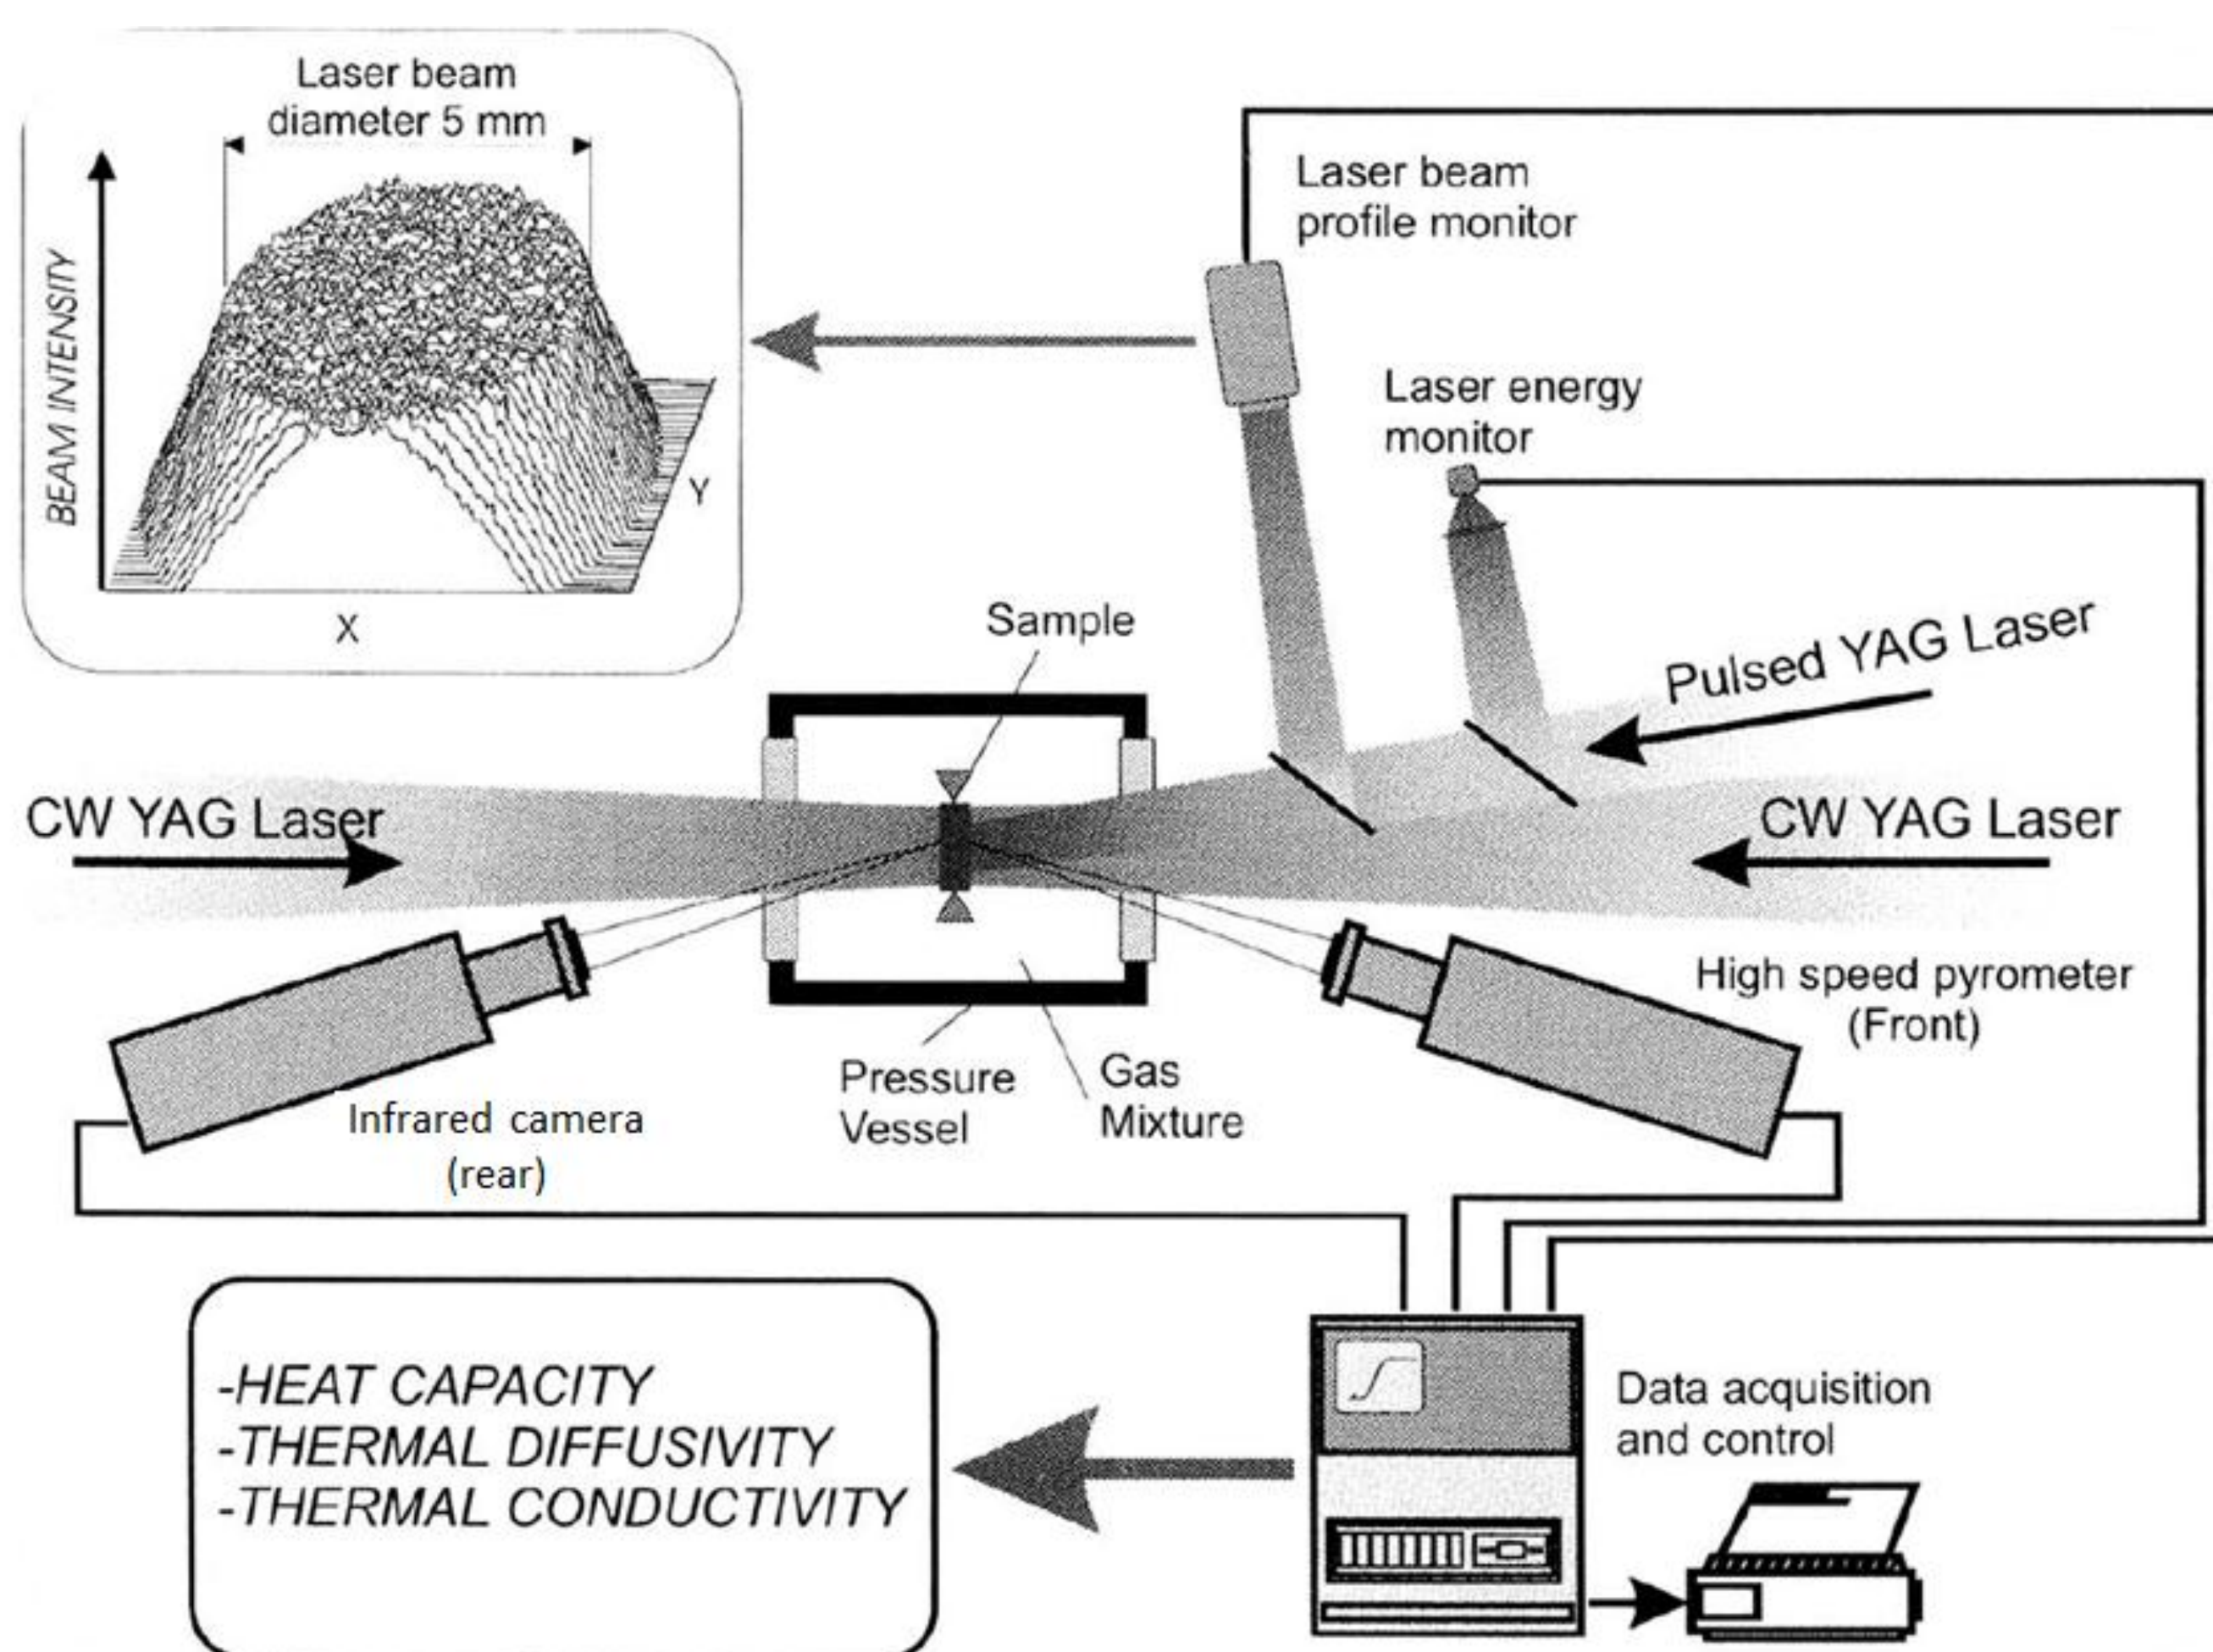 Laser beam
diameter 5 mm
BEAM INTENSITY
X
Y
Laser beam
profile monitor
Laser energy
monitor
Sample
Pulsed YAG Laser
CW YAG Laser
CW YAG Laser
High speed pyrometer
(Front)
Infrared camera
(rear)
Pressure
Vessel
Gas
Mixture
-HEAT CAPACITY
-THERMAL DIFFUSIVITY
-THERMAL CONDUCTIVITY
Data acquisition
and control